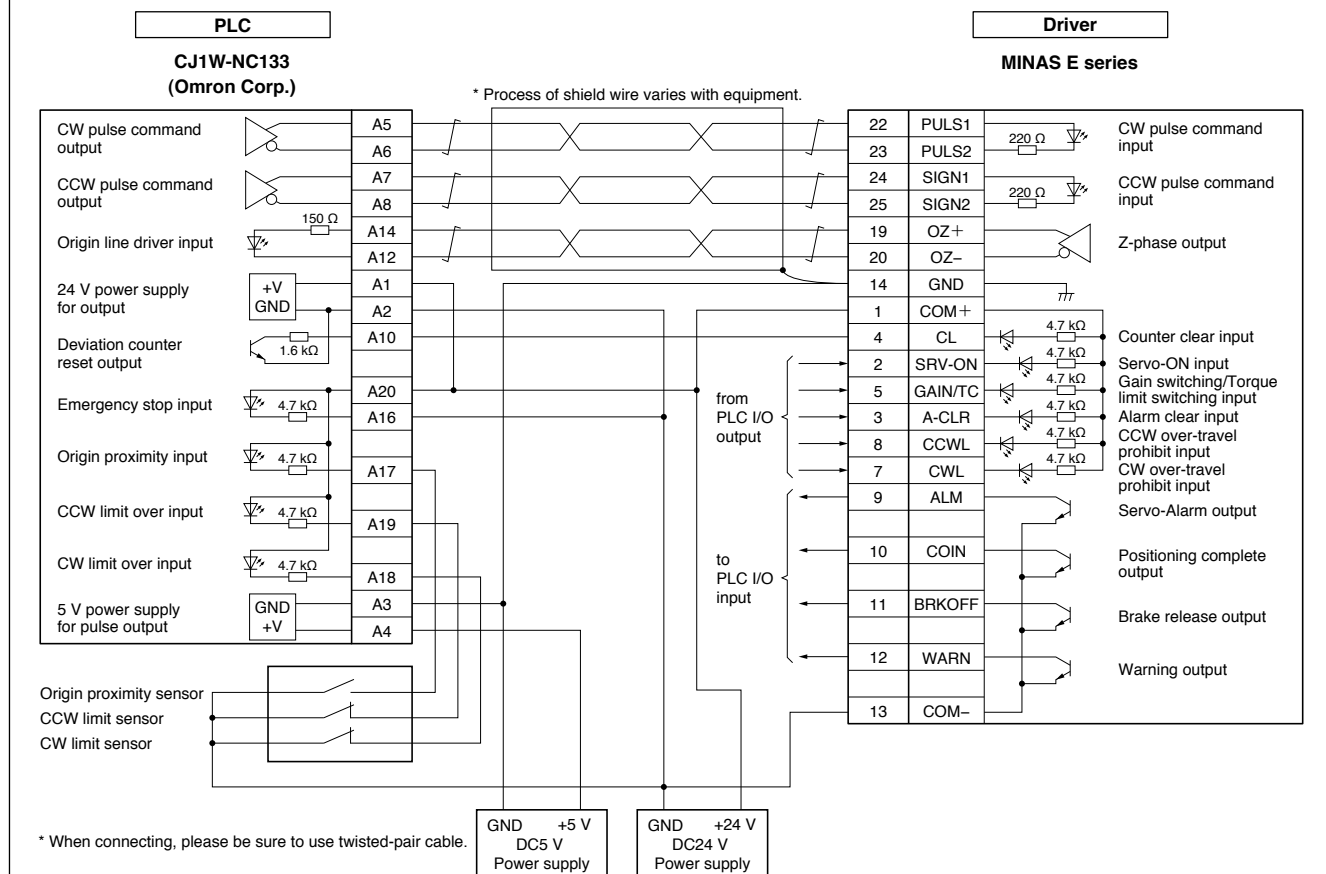 PLC
Driver
CJ1W-NC133
(Omron Corp.)
MINAS E series
* Process of shield wire varies with equipment.
CW pulse command
output
A5
A6
CCW pulse command
output
A7
A8
Origin line driver input
150 Ω
A14
A12
24 V power supply
for output
+V
GND
A1
A2
Deviation counter
reset output
1.6 kΩ
A10
A20
Emergency stop input
4.7 kΩ
A16
Origin proximity input
4.7 kΩ
A17
CCW limit over input
4.7 kΩ
A19
CW limit over input
4.7 kΩ
A18
5 V power supply
for pulse output
GND
+V
A3
A4
22 PULS1
23 PULS2
220 Ω
CW pulse command
input
24 SIGN1
25 SIGN2
220 Ω
CCW pulse command
input
19 OZ+
20 OZ−
Z-phase output
14 GND
1 COM+
4 CL
4.7 kΩ
Counter clear input
2 SRV-ON
4.7 kΩ
Servo-ON input
5 GAIN/TC
4.7 kΩ
Gain switching/Torque
limit switching input
3 A-CLR
4.7 kΩ
Alarm clear input
8 CCWL
4.7 kΩ
CCW over-travel
prohibit input
7 CWL
4.7 kΩ
CW over-travel
prohibit input
from
PLC I/O
output
9 ALM
Servo-Alarm output
10 COIN
Positioning complete
output
11 BRKOFF
Brake release output
12 WARN
Warning output
13 COM−
to
PLC I/O
input
Origin proximity sensor
CCW limit sensor
CW limit sensor
* When connecting, please be sure to use twisted-pair cable.
GND +5 V
DC5 V
Power supply
GND +24 V
DC24 V
Power supply